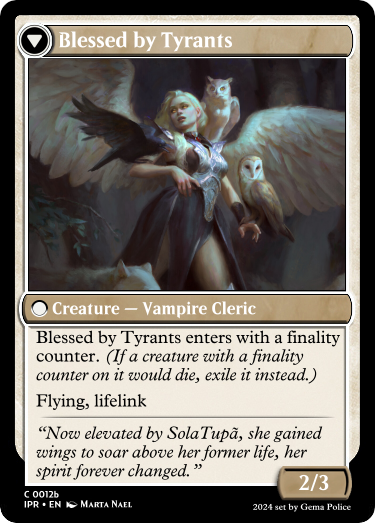 Blessed by Tyrants
Creature — Vampire Cleric
Blessed by Tyrants enters with a finality
counter. (If a creature with a finality
counter on it would die, exile it instead.)
Flying, lifelink
“Now elevated by SolaTupã, she gained
wings to soar above her former life, her
spirit forever changed.”
2/3
C 0012b
IPR • EN Marta Nael
2024 set by Gema Police